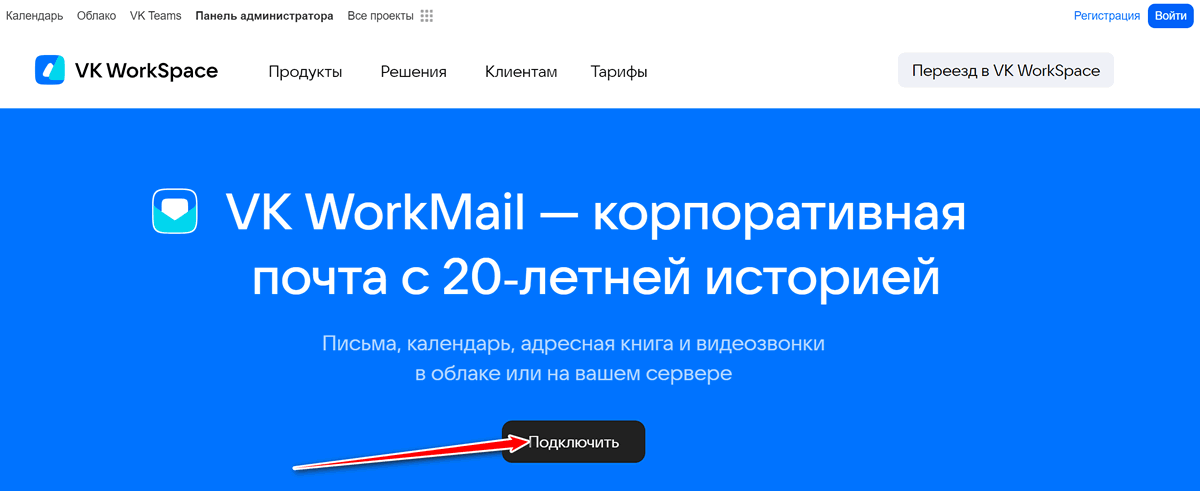 Календарь Облако VK Teams Панель администратора Все проекты Регистрация Войти
VK WorkSpace Продукты Решения Клиентам Тарифы Переезд в VK WorkSpace
VK WorkMail — корпоративная
почта с 20-летней историей
Письма, календарь, адресная книга и видеозвонки
в облаке или на вашем сервере
Подключить